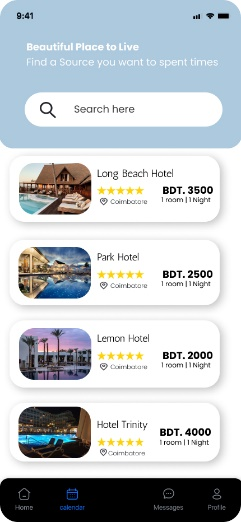 9:41
Beautiful Place to Live
Find a Source you want to spent times
Search here
Long Beach Hotel
BDT. 3500
Coimbatore
1 room | 1 Night
Park Hotel
BDT. 2500
Coimbatore
1 room | 1 Night
Lemon Hotel
BDT. 2000
Coimbatore
1 room | 1 Night
Hotel Trinity
BDT. 4000
Coimbatore
1 room | 1 Night
Home
calendar
Messages
Profile